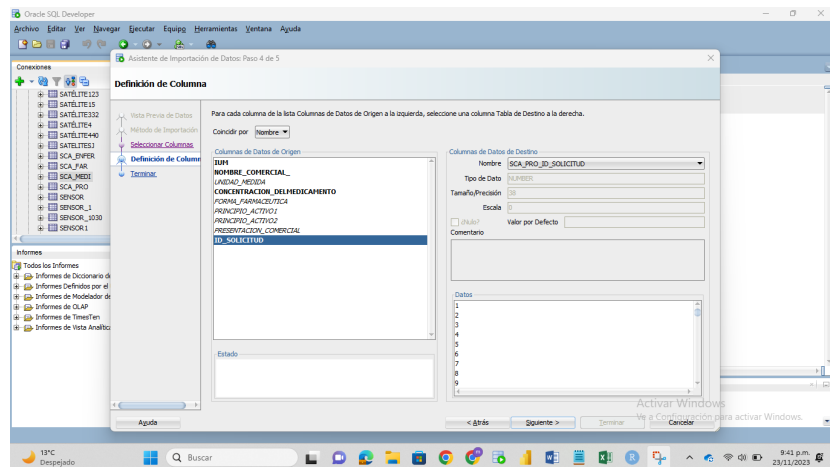 Oracle SQL Developer
Archivo Editar Ver Navegar Ejecutar Equipo Herramientas Ventana Ayuda
Conexiones
SATÉLITE123
SATÉLITE15
SATÉLITE332
SATÉLITE4
SATÉLITE440
SATELITESJ
SCA_ENFER
SCA_FAR
SCA_MEDI
SCA_PRO
SENSOR
SENSOR_1
SENSOR_1030
SENSOR1
Informes
Todos los Informes
Informes de Diccionario d
Informes Definidos por el
Informes de Modelador de
Informes de OLAP
Informes de TimesTen
Informes de Vista Analític
Asistente de Importación de Datos: Paso 4 de 5
Definición de Columna
Vista Previa de Datos
Método de Importación
Seleccionar Columnas
Definición de Column
Terminar
Para cada columna de la lista Columnas de Datos de Origen a la izquierda, seleccione una columna Tabla de Destino a la derecha.
Coincidir por Nombre
Columnas de Datos de Origen
IUM
NOMBRE_COMERCIAL_
UNIDAD_MEDIDA
CONCENTRACION_DELMEDICAMENTO
FORMA_FARMACEUTICA
PRINCIPIO_ACTIVO1
PRINCIPIO_ACTIVO2
PRESENTACION_COMERCIAL
ID_SOLICITUD
Estado
Columnas de Datos de Destino
Nombre SCA_PRO_ID_SOLICITUD
Tipo de Dato NUMBER
Tamaño/Precisión 38
Escala 0
¿Nulo? Valor por Defecto
Comentario
Datos
1
2
3
4
5
6
7
8
9
Activar Windows
Ve a Configuración para activar Windows.
Ayuda
< Atrás Siguiente > Terminar Cancelar
13°C
Despejado
Buscar
9:41 p.m.
23/11/2023